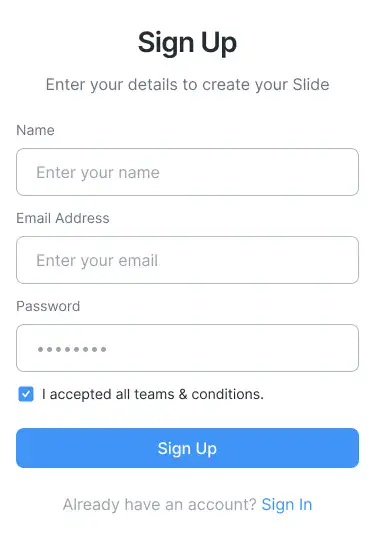 Sign Up
Enter your details to create your Slide
Name
Enter your name
Email Address
Enter your email
Password
••••••••
I accepted all teams & conditions.
Sign Up
Already have an account? Sign In